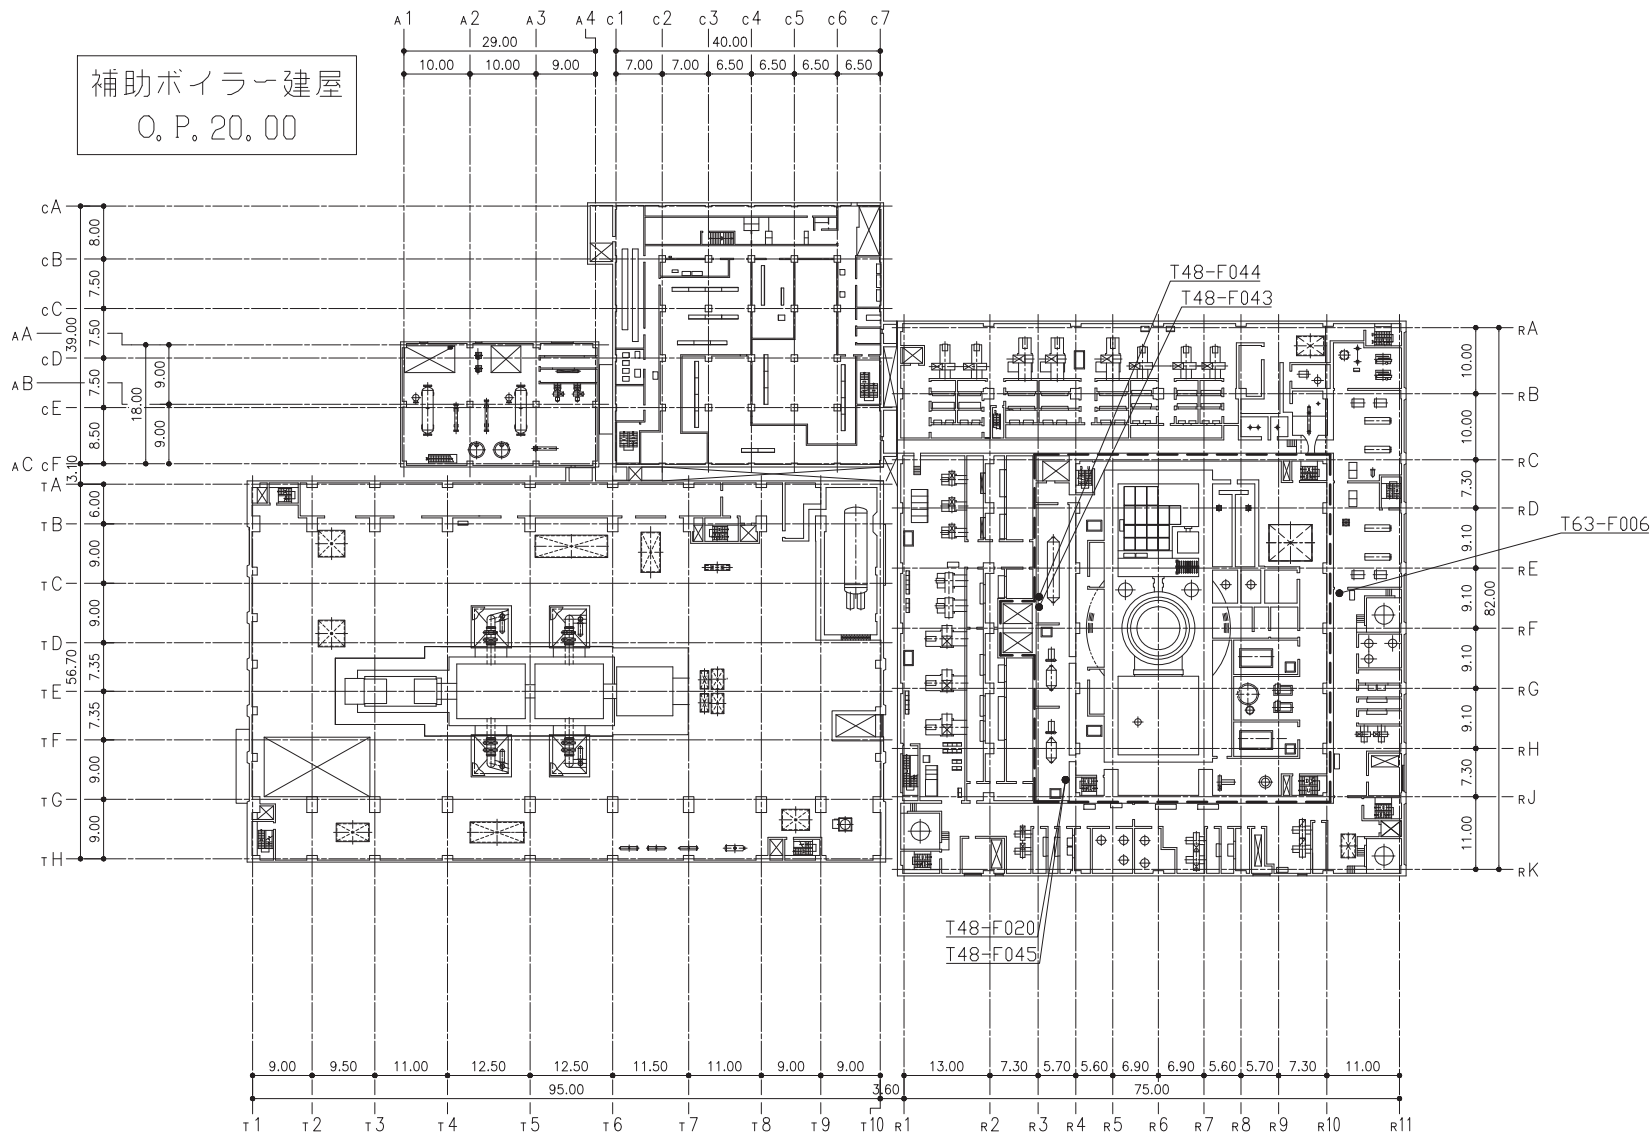 A1 A2 A3 A4 C1 C2 C3 C4 C5 C6 C7
29.00 40.00
10.00 10.00 9.00 7.00 7.00 6.50 6.50 6.50 6.50
補助ボイラー建屋
O.P.20.00
CA
8.00
CB
7.50
CC
AA 39.00 7.50
CD
AB 7.50 18.00 9.00
CE
8.50 9.00
AC CF
3.10
TA
6.00
TB
9.00
TC
9.00
TD
56.70 7.35
TE
7.35
TF
9.00
TG
9.00
TH
T48-F044
T48-F043
RA
10.00
RB
10.00
RC
7.30
RD
T63-F006
9.10
RE
82.00 9.10
RF
9.10
RG
9.10
RH
7.30
RJ
11.00
RK
T48-F020
T48-F045
9.00 9.50 11.00 12.50 12.50 11.50 11.00 9.00 9.00 13.00 7.30 5.70 5.60 6.90 6.90 5.60 5.70 7.30 11.00
95.00 3.60 75.00
T1 T2 T3 T4 T5 T6 T7 T8 T9 T10 R1 R2 R3 R4 R5 R6 R7 R8 R9 R10 R11